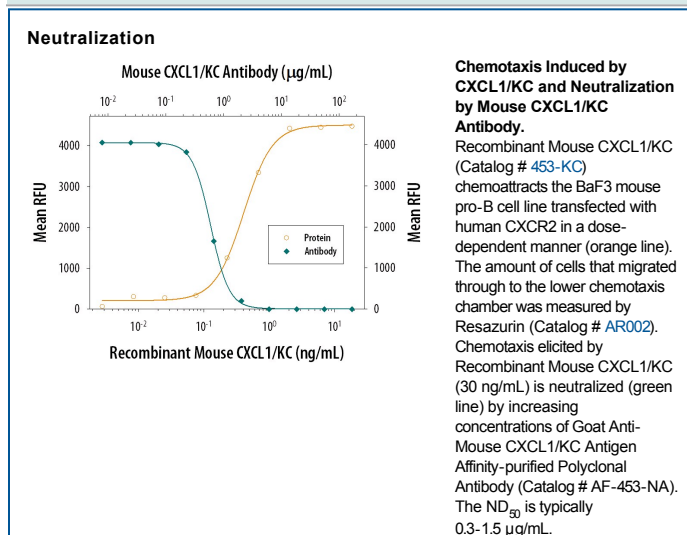 Neutralization
Mouse CXCL1/KC Antibody (µg/mL)
10-2 10-1 100 101 102
Mean RFU
4000
3000
2000
1000
0
Protein
Antibody
4000
3000
2000
1000
0
Mean RFU
10-2 10-1 100 101
Recombinant Mouse CXCL1/KC (ng/mL)
Chemotaxis Induced by
CXCL1/KC and Neutralization
by Mouse CXCL1/KC
Antibody.
Recombinant Mouse CXCL1/KC
(Catalog # 453-KC)
chemoattracts the BaF3 mouse
pro-B cell line transfected with
human CXCR2 in a dose-
dependent manner (orange line).
The amount of cells that migrated
through to the lower chemotaxis
chamber was measured by
Resazurin (Catalog # AR002).
Chemotaxis elicited by
Recombinant Mouse CXCL1/KC
(30 ng/mL) is neutralized (green
line) by increasing
concentrations of Goat Anti-
Mouse CXCL1/KC Antigen
Affinity-purified Polyclonal
Antibody (Catalog # AF-453-NA).
The ND50 is typically
0.3-1.5 µg/mL.